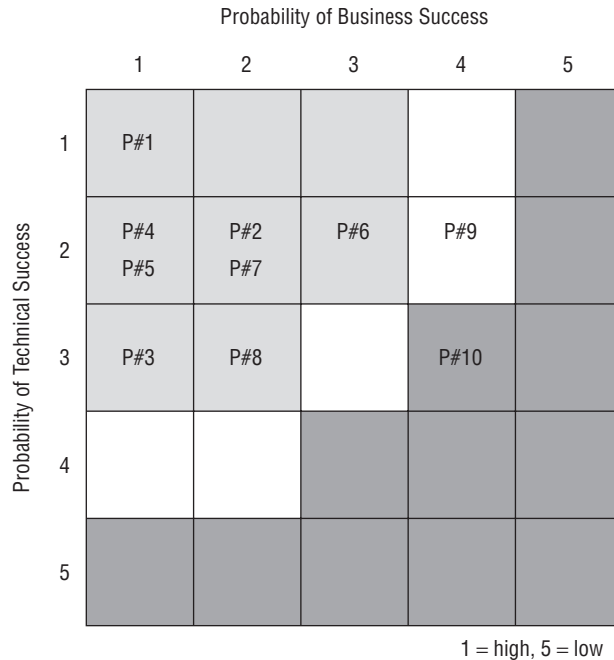 Probability of Business Success
1 2 3 4 5
1 P#1
2 P#4 P#2 P#6 P#9
P#5 P#7
3 P#3 P#8 P#10
4
5
Probability of Technical Success
1 = high, 5 = low